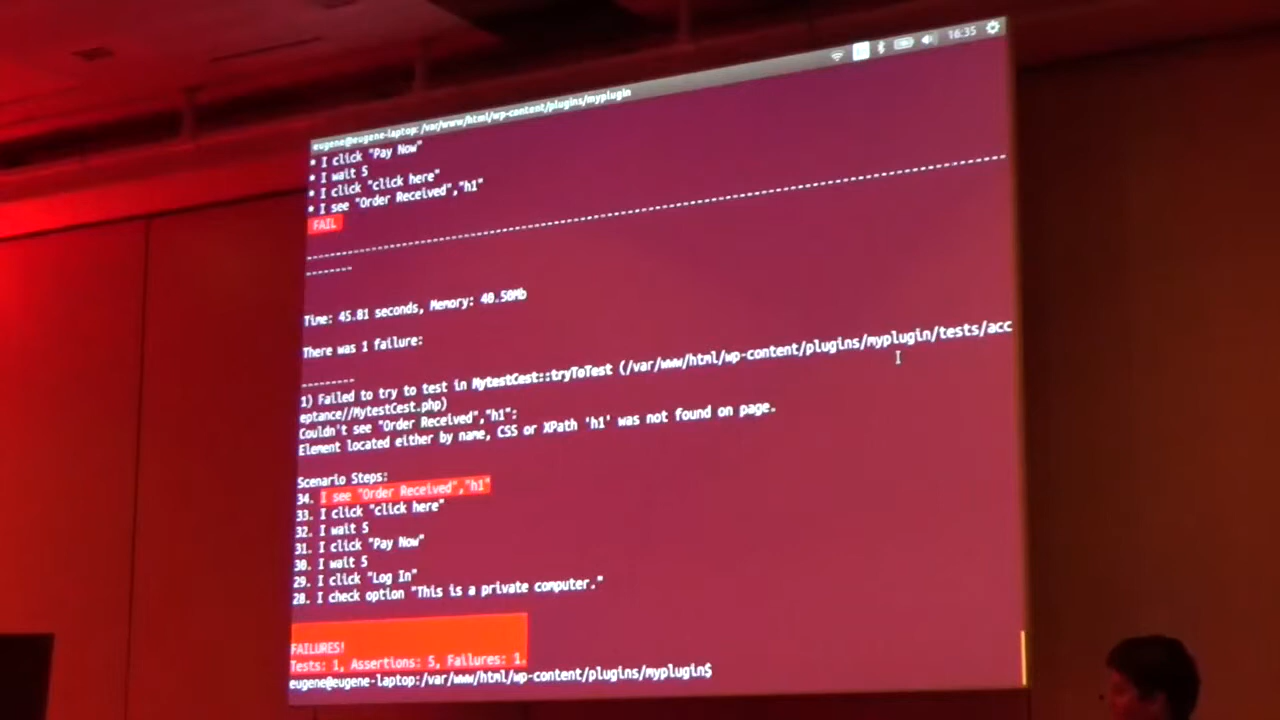 16:35
eugene@eugene-laptop: /var/www/html/wp-content/plugins/myplugin
* I click "Pay Now"
* I wait 5
* I click "click here"
* I see "Order Received","h1"
FAIL
--------
Time: 45.81 seconds, Memory: 40.50Mb
There was 1 failure:
---------
1) Failed to try to test in MytestCest::tryToTest (/var/www/html/wp-content/plugins/myplugin/tests/acc
eptance//MytestCest.php)
Couldn't see "Order Received","h1":
Element located either by name, CSS or XPath 'h1' was not found on page.
Scenario Steps:
34. I see "Order Received","h1"
33. I click "click here"
32. I wait 5
31. I click "Pay Now"
30. I wait 5
29. I click "Log In"
28. I check option "This is a private computer."
FAILURES!
Tests: 1, Assertions: 5, Failures: 1.
eugene@eugene-laptop:/var/www/html/wp-content/plugins/myplugin$